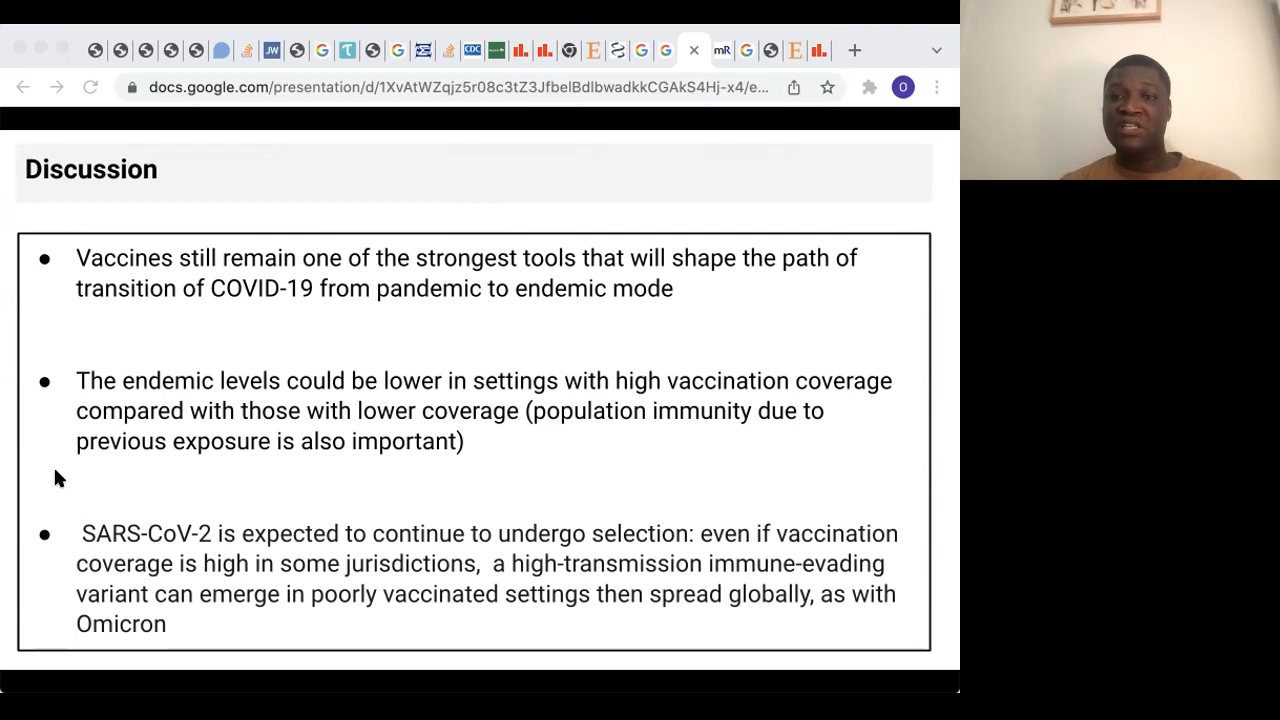 JW
CDC
mR
docs.google.com/presentation/d/1XvAtWZqjz5r08c3tZ3JfbelBdlbwadkkCGAkS4Hj-x4/e...
O
Discussion
● Vaccines still remain one of the strongest tools that will shape the path of
transition of COVID-19 from pandemic to endemic mode
● The endemic levels could be lower in settings with high vaccination coverage
compared with those with lower coverage (population immunity due to
previous exposure is also important)
● SARS-CoV-2 is expected to continue to undergo selection: even if vaccination
coverage is high in some jurisdictions, a high-transmission immune-evading
variant can emerge in poorly vaccinated settings then spread globally, as with
Omicron